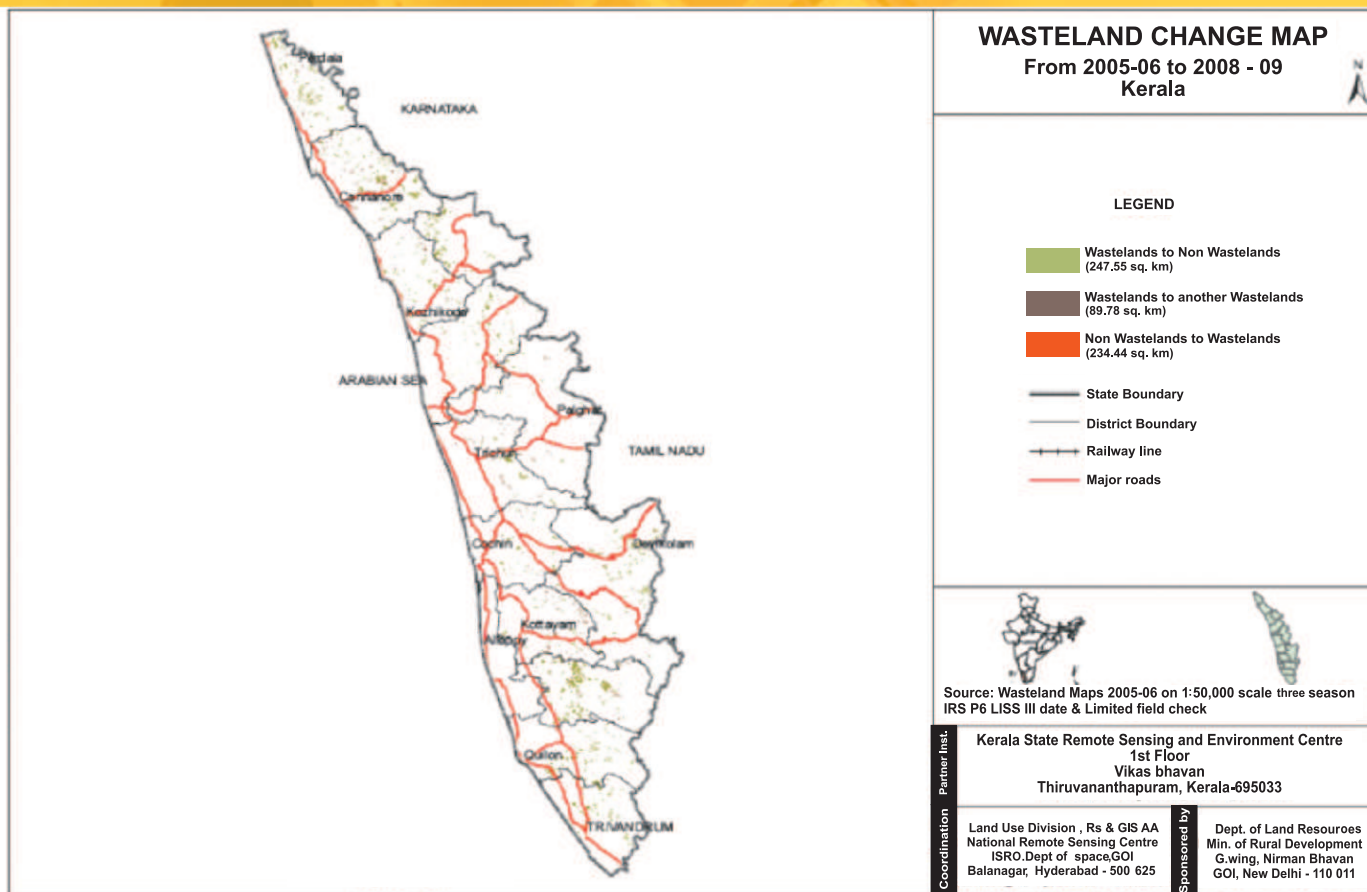 WASTELAND CHANGE MAP
From 2005-06 to 2008 - 09
Kerala
N
LEGEND
Wastelands to Non Wastelands
(247.55 sq. km)
Wastelands to another Wastelands
(89.78 sq. km)
Non Wastelands to Wastelands
(234.44 sq. km)
State Boundary
District Boundary
Railway line
Major roads
KARNATAKA
Cannanore
Kozhikode
ARABIAN SEA
Palghat
Trichur
TAMIL NADU
Cochin
Devikolam
Kottayam
Alleppy
Quilon
TRIVANDRUM
Source: Wasteland Maps 2005-06 on 1:50,000 scale three season
IRS P6 LISS III date & Limited field check
Partner Inst.
Kerala State Remote Sensing and Environment Centre
1st Floor
Vikas bhavan
Thiruvananthapuram, Kerala-695033
Coordination
Land Use Division , Rs & GIS AA
National Remote Sensing Centre
ISRO.Dept of space,GOI
Balanagar, Hyderabad - 500 625
Sponsored by
Dept. of Land Resources
Min. of Rural Development
G.wing, Nirman Bhavan
GOI, New Delhi - 110 011